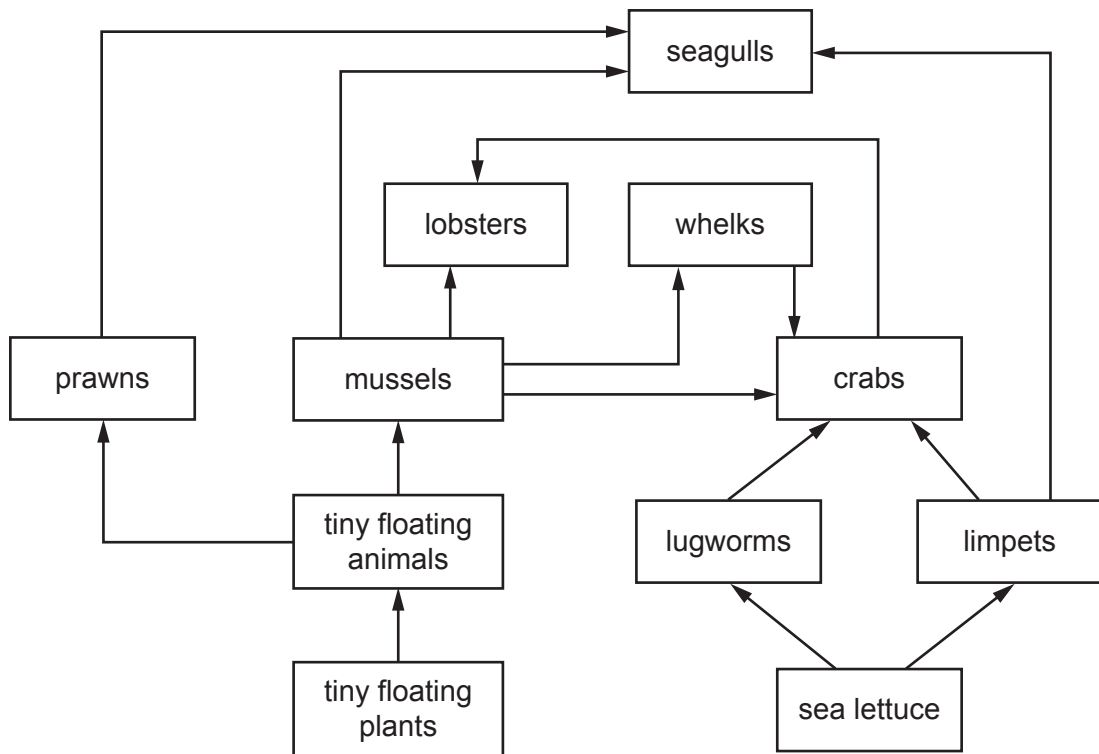 seagulls
lobsters
whelks
prawns
mussels
crabs
tiny floating
animals
lugworms
limpets
tiny floating
plants
sea lettuce